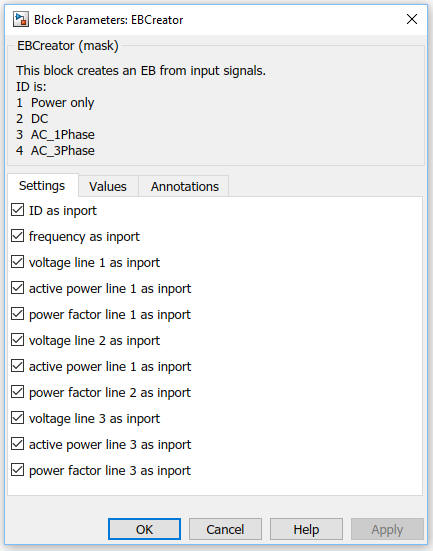 Block Parameters: EBCreator
EBCreator (mask)
This block creates an EB from input signals.
ID is:
1 Power only
2 DC
3 AC_1Phase
4 AC_3Phase
Settings Values Annotations
ID as inport
frequency as inport
voltage line 1 as inport
active power line 1 as inport
power factor line 1 as inport
voltage line 2 as inport
active power line 1 as inport
power factor line 2 as inport
voltage line 3 as inport
active power line 3 as inport
power factor line 3 as inport
OK Cancel Help Apply